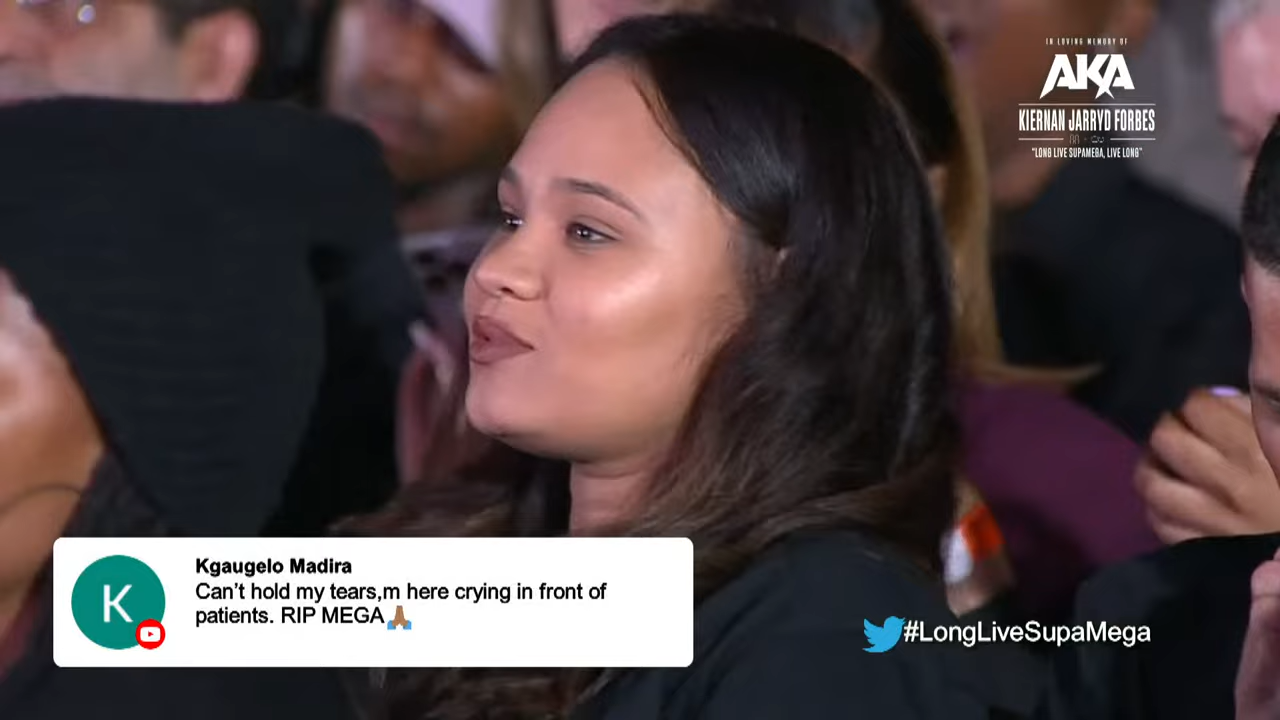 IN LOVING MEMORY OF
AKA
KIERNAN JARRYD FORBES
"LONG LIVE SUPAMEGA, LIVE LONG"
Kgaugelo Madira
K
Can't hold my tears,m here crying in front of
patients. RIP MEGA🙏🏾
#LongLiveSupaMega